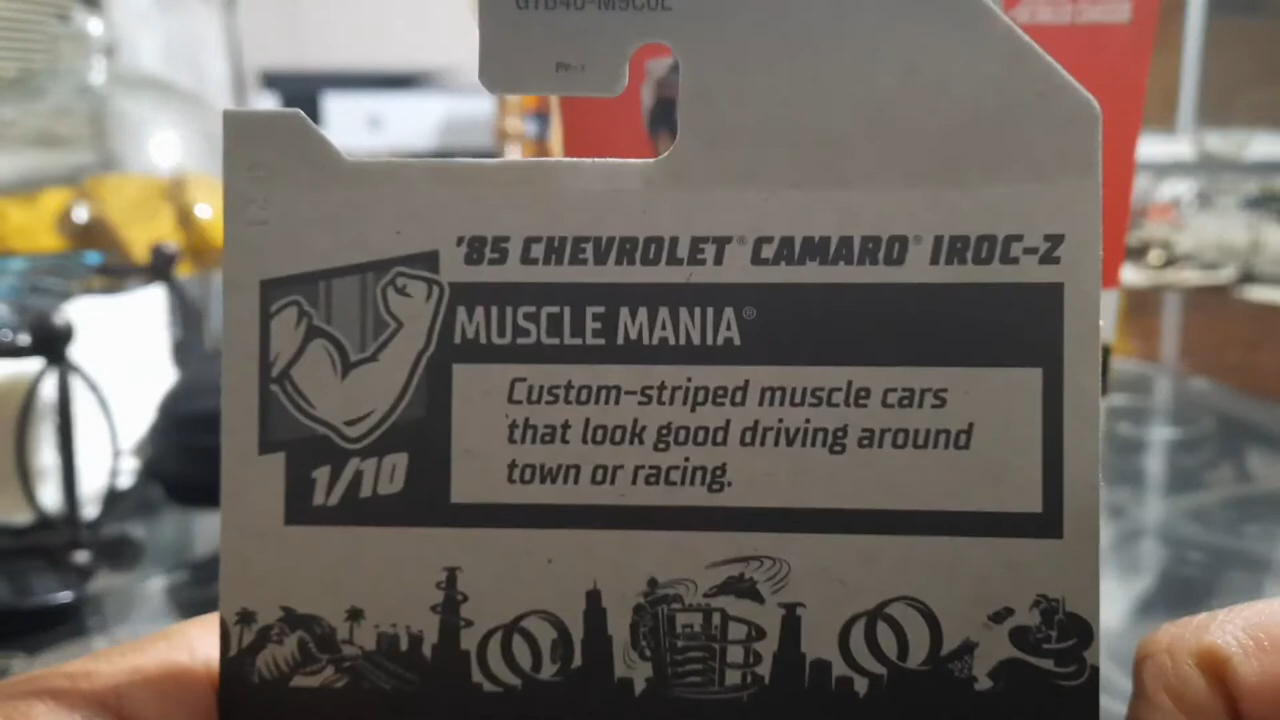 '85 CHEVROLET® CAMARO® IROC-Z
MUSCLE MANIA®
Custom-striped muscle cars
that look good driving around
town or racing.
1/10